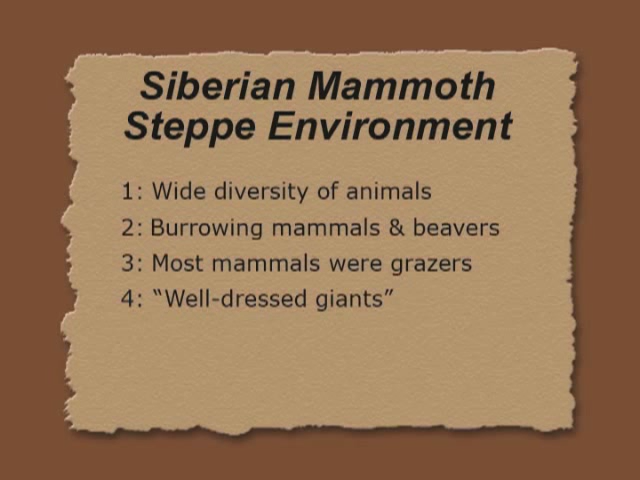 Siberian Mammoth
Steppe Environment
1: Wide diversity of animals
2: Burrowing mammals & beavers
3: Most mammals were grazers
4: “Well-dressed giants”